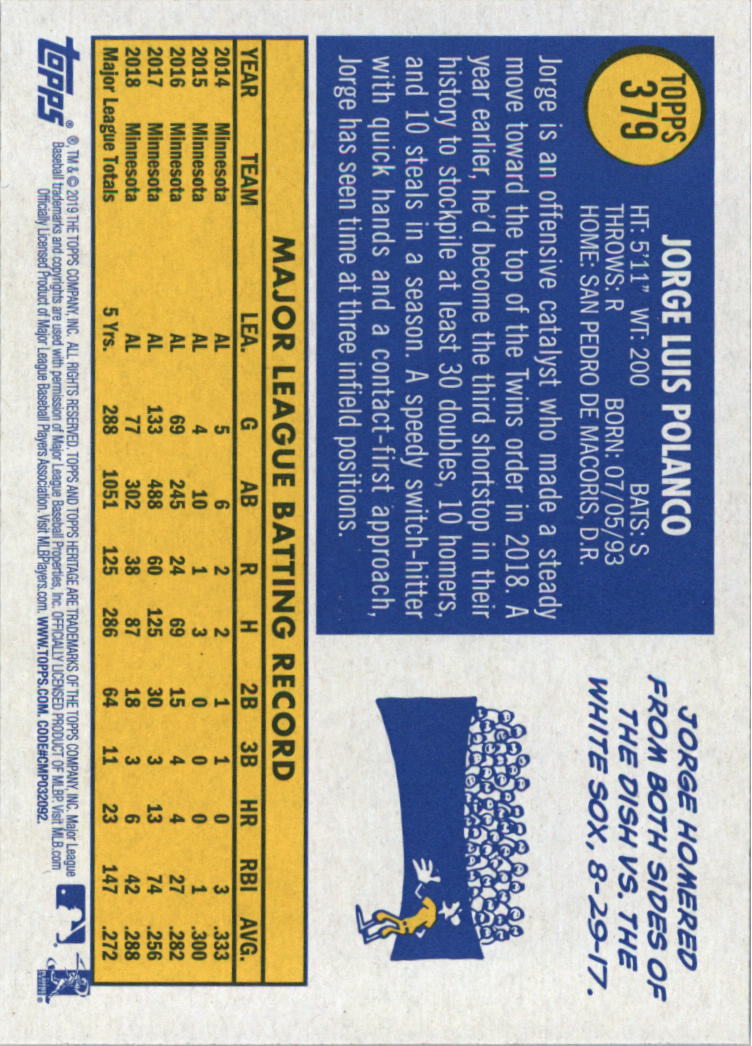 TOPPS
379
JORGE LUIS POLANCO
HT: 5'11" WT: 200 BATS: S
THROWS: R BORN: 07/05/93
HOME: SAN PEDRO DE MACORIS, D.R.
Jorge is an offensive catalyst who made a steady
move toward the top of the Twins order in 2018. A
year earlier, he'd become the third shortstop in their
history to stockpile at least 30 doubles, 10 homers,
and 10 steals in a season. A speedy switch-hitter
with quick hands and a contact-first approach,
Jorge has seen time at three infield positions.
JORGE HOMERED
FROM BOTH SIDES OF
THE DISH VS. THE
WHITE SOX, 8-29-17.
MAJOR LEAGUE BATTING RECORD
YEAR TEAM LEA. G AB R H 2B 3B HR RBI AVG.
2014 Minnesota AL 5 6 2 2 1 1 0 3 .333
2015 Minnesota AL 4 10 1 3 0 0 0 1 .300
2016 Minnesota AL 69 245 24 69 15 4 4 27 .282
2017 Minnesota AL 133 488 60 125 30 3 13 74 .256
2018 Minnesota AL 77 302 38 87 18 3 6 42 .288
Major League Totals 5 Yrs. 288 1051 125 286 64 11 23 147 .272
topps®
®, TM & © 2019 THE TOPPS COMPANY, INC. ALL RIGHTS RESERVED. TOPPS AND TOPPS HERITAGE ARE TRADEMARKS OF THE TOPPS COMPANY, INC. Major League
Baseball trademarks and copyrights are used with permission of Major League Baseball Properties, Inc. OFFICIALLY LICENSED PRODUCT OF MLBP. Visit MLB.com
Officially Licensed Product of Major League Baseball Players Association. Visit MLBPlayers.com. WWW.TOPPS.COM. CODE#CMP032092.